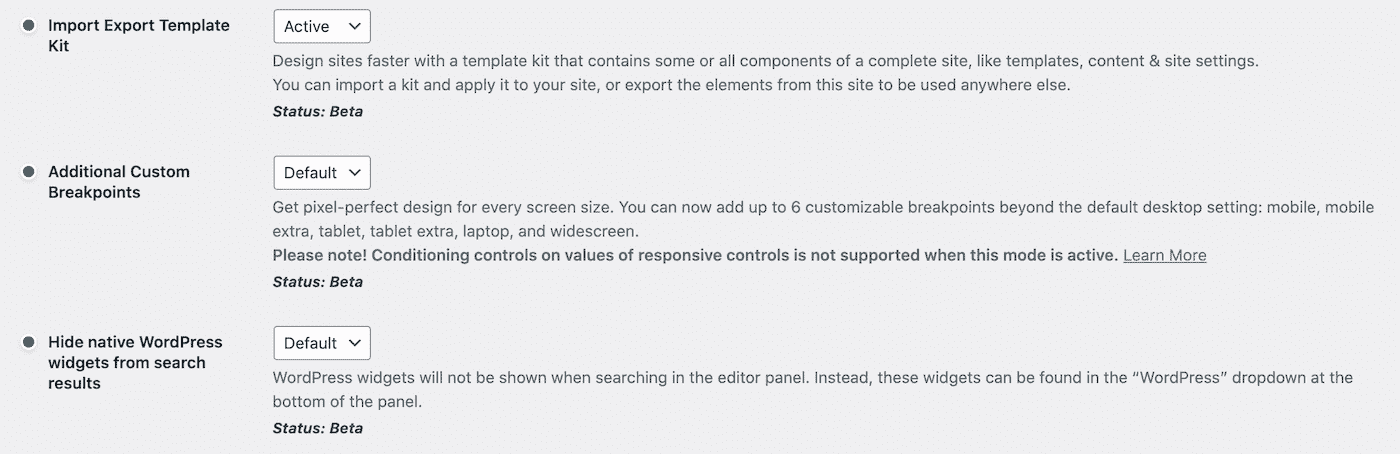 Import Export Template
Kit
Active
Design sites faster with a template kit that contains some or all components of a complete site, like templates, content & site settings.
You can import a kit and apply it to your site, or export the elements from this site to be used anywhere else.
Status: Beta
Additional Custom
Breakpoints
Default
Get pixel-perfect design for every screen size. You can now add up to 6 customizable breakpoints beyond the default desktop setting: mobile, mobile
extra, tablet, tablet extra, laptop, and widescreen.
Please note! Conditioning controls on values of responsive controls is not supported when this mode is active. Learn More
Status: Beta
Hide native WordPress
widgets from search
results
Default
WordPress widgets will not be shown when searching in the editor panel. Instead, these widgets can be found in the “WordPress” dropdown at the
bottom of the panel.
Status: Beta